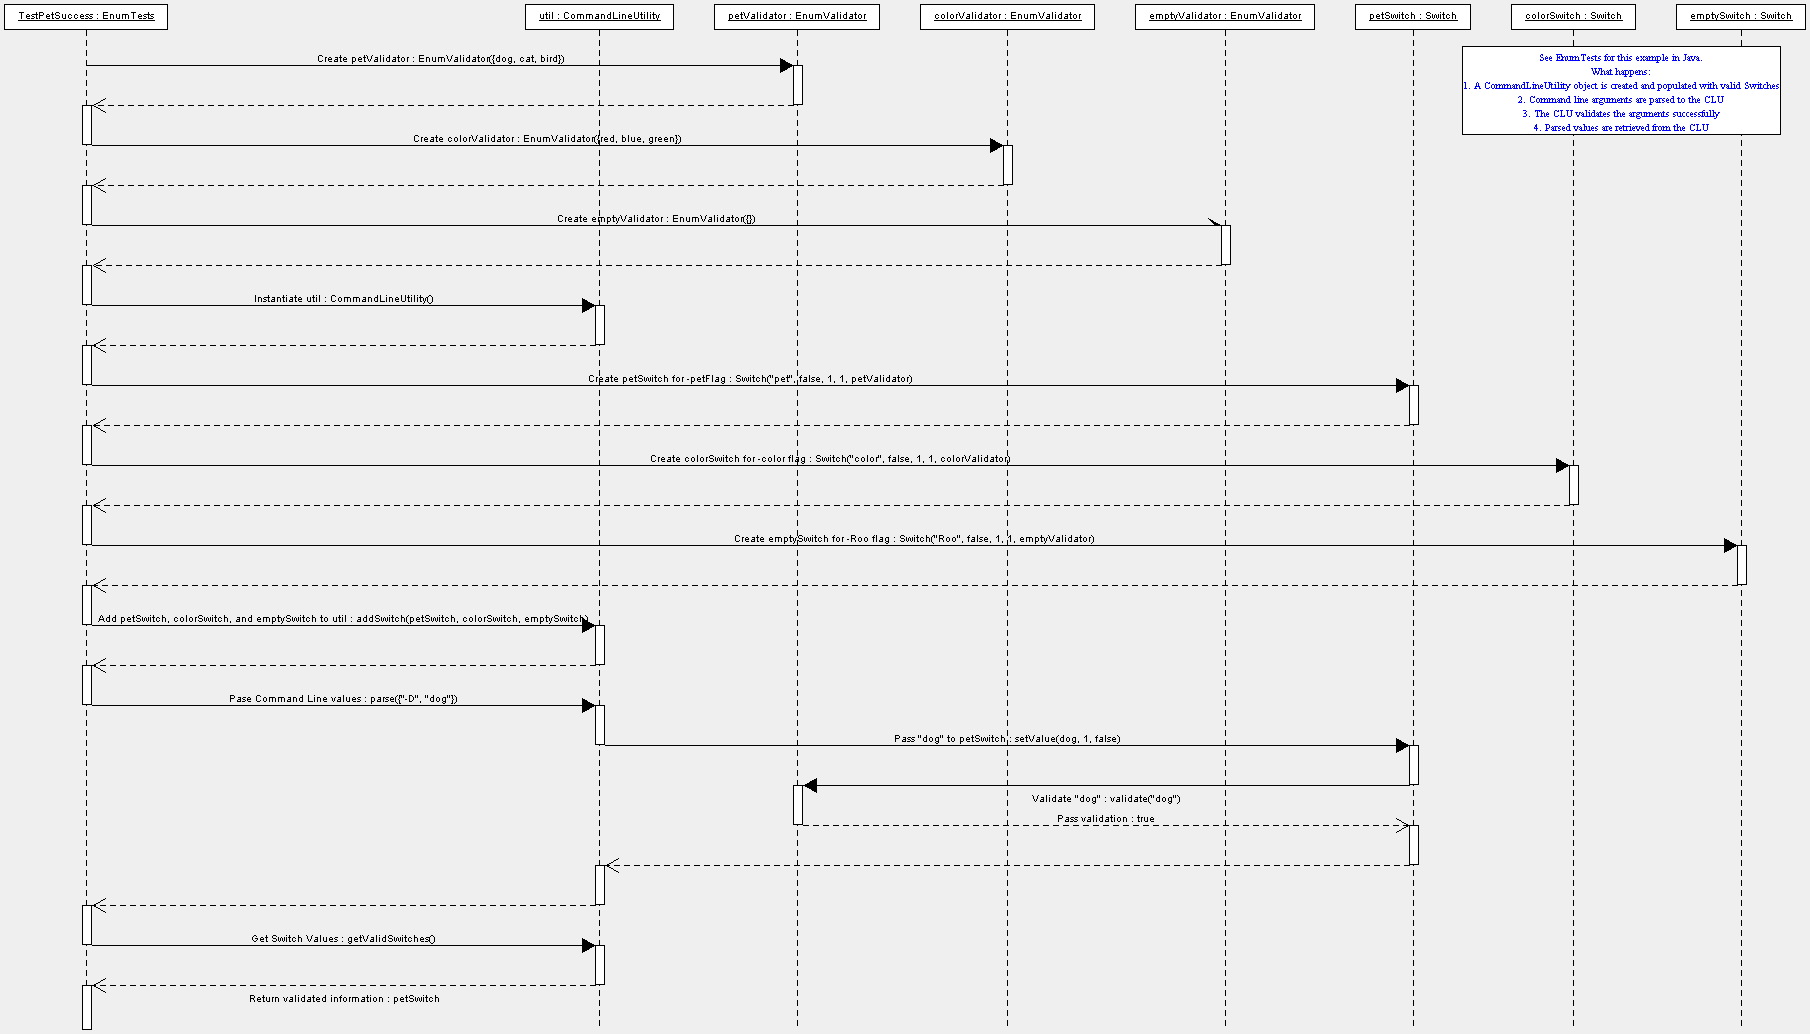 TestPetSuccess : EnumTests
util : CommandLineUtility
petValidator : EnumValidator
colorValidator : EnumValidator
emptyValidator : EnumValidator
petSwitch : Switch
colorSwitch : Switch
emptySwitch : Switch
See EnumTests for this example in Java.
What happens:
1. A CommandLineUtility object is created and populated with valid Switches
2. Command line arguments are parsed to the CLU
3. The CLU validates the arguments successfully
4. Parsed values are retrieved from the CLU
Create petValidator : EnumValidator({dog, cat, bird})
Create colorValidator : EnumValidator({red, blue, green})
Create emptyValidator : EnumValidator({})
Instantiate util : CommandLineUtility()
Create petSwitch for -petFlag : Switch("pet", false, 1, 1, petValidator)
Create colorSwitch for -color flag : Switch("color", false, 1, 1, colorValidator)
Create emptySwitch for -Roo flag : Switch("Roo", false, 1, 1, emptyValidator)
Add petSwitch, colorSwitch, and emptySwitch to util : addSwitch(petSwitch, colorSwitch, emptySwitch)
Pase Command Line values : parse({"-D", "dog"})
Pass "dog" to petSwitch : setValue(dog, 1, false)
Validate "dog" : validate("dog")
Pass validation : true
Get Switch Values : getValidSwitches()
Return validated information : petSwitch